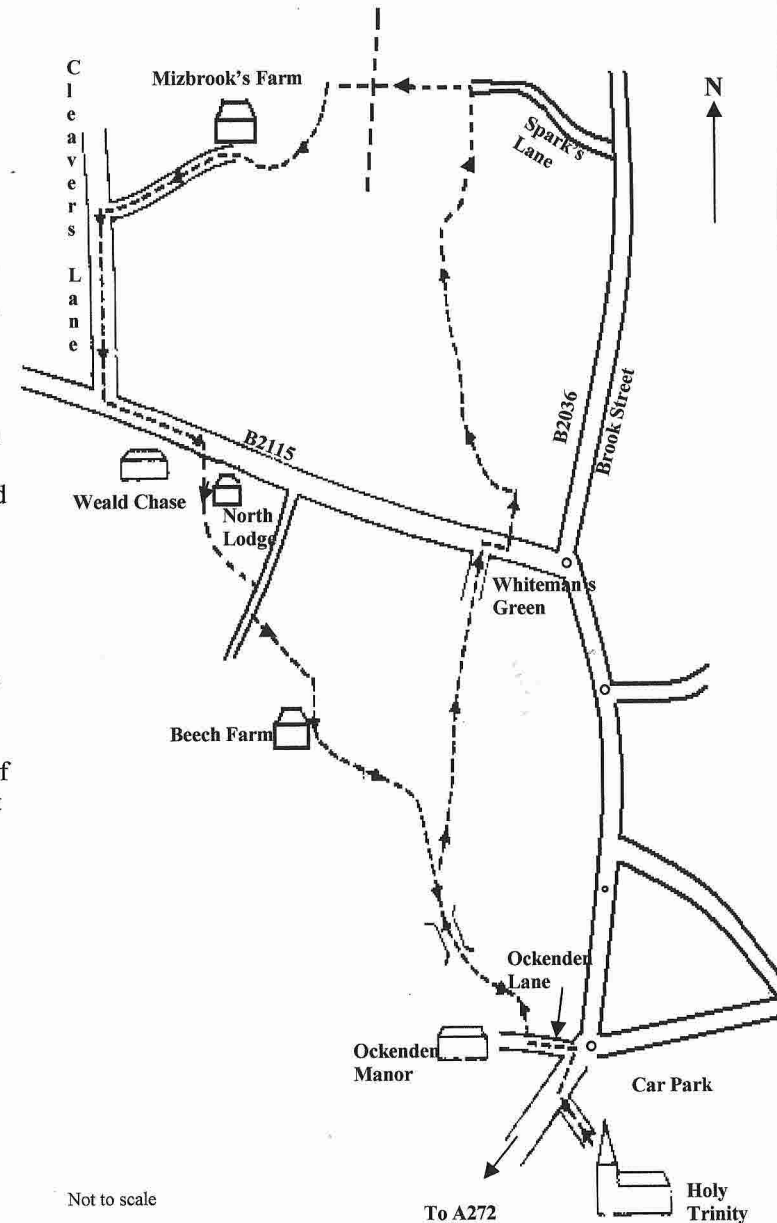 Cleavers Lane
Mizbrook's Farm
Spark's
Lane
N
B2036
Brook Street
B2115
Weald Chase
North
Lodge
d
Whiteman's
Green
Beech Farm
f
Ockenden
Lane
Ockenden
Manor
Car Park
Not to scale
To A272
Holy
Trinity